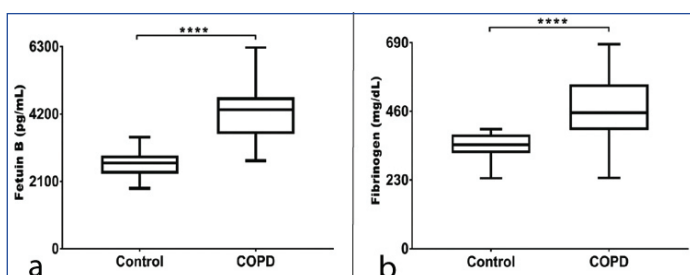 Fetuin B (pg/mL)
6300
4200
2100
0
****
Control
COPD
a
Fibrinogen (mg/dL)
690
460
230
0
****
Control
COPD
b